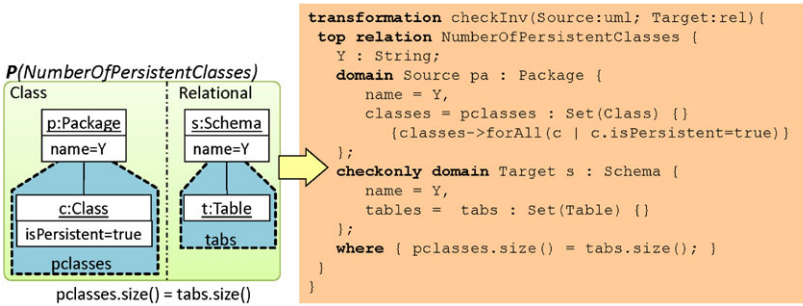 P(NumberOfPersistentClasses)
Class
Relational
p:Package
name=Y
s:Schema
name=Y
c:Class
isPersistent=true
pclasses
t:Table
tabs
pclasses.size() = tabs.size()
transformation checkInv(Source:uml; Target:rel){
top relation NumberOfPersistentClasses {
Y : String;
domain Source pa : Package {
name = Y,
classes = pclasses : Set(Class) {}
{classes->forAll(c | c.isPersistent=true)}
};
checkonly domain Target s : Schema {
name = Y,
tables = tabs : Set(Table) {}
};
where { pclasses.size() = tabs.size(); }
}
}